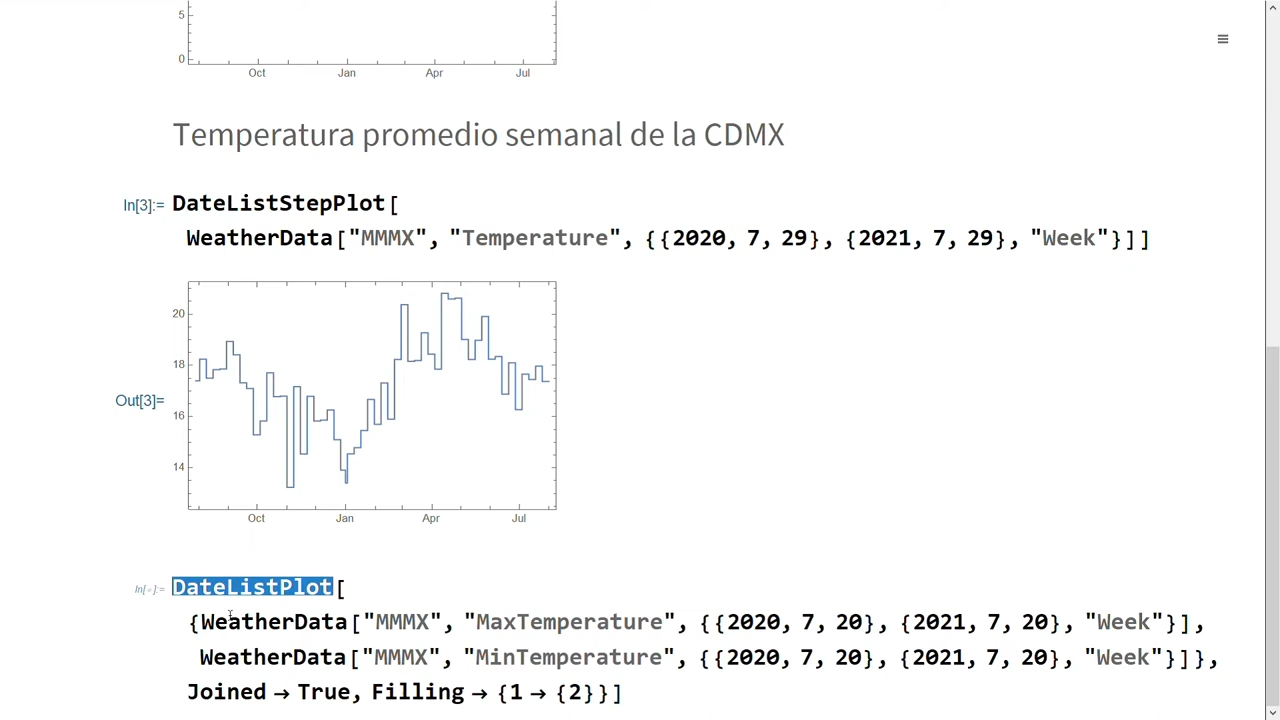 5
0
Oct Jan Apr Jul
Temperatura promedio semanal de la CDMX
In[3]:= DateListStepPlot[
WeatherData["MMMX", "Temperature", {{2020, 7, 29}, {2021, 7, 29}, "Week"}]]
20
18
Out[3]=
16
14
Oct Jan Apr Jul
In[∘]:= DateListPlot[
{WeatherData["MMMX", "MaxTemperature", {{2020, 7, 20}, {2021, 7, 20}, "Week"}],
WeatherData["MMMX", "MinTemperature", {{2020, 7, 20}, {2021, 7, 20}, "Week"}]},
Joined → True, Filling → {1 → {2}}]